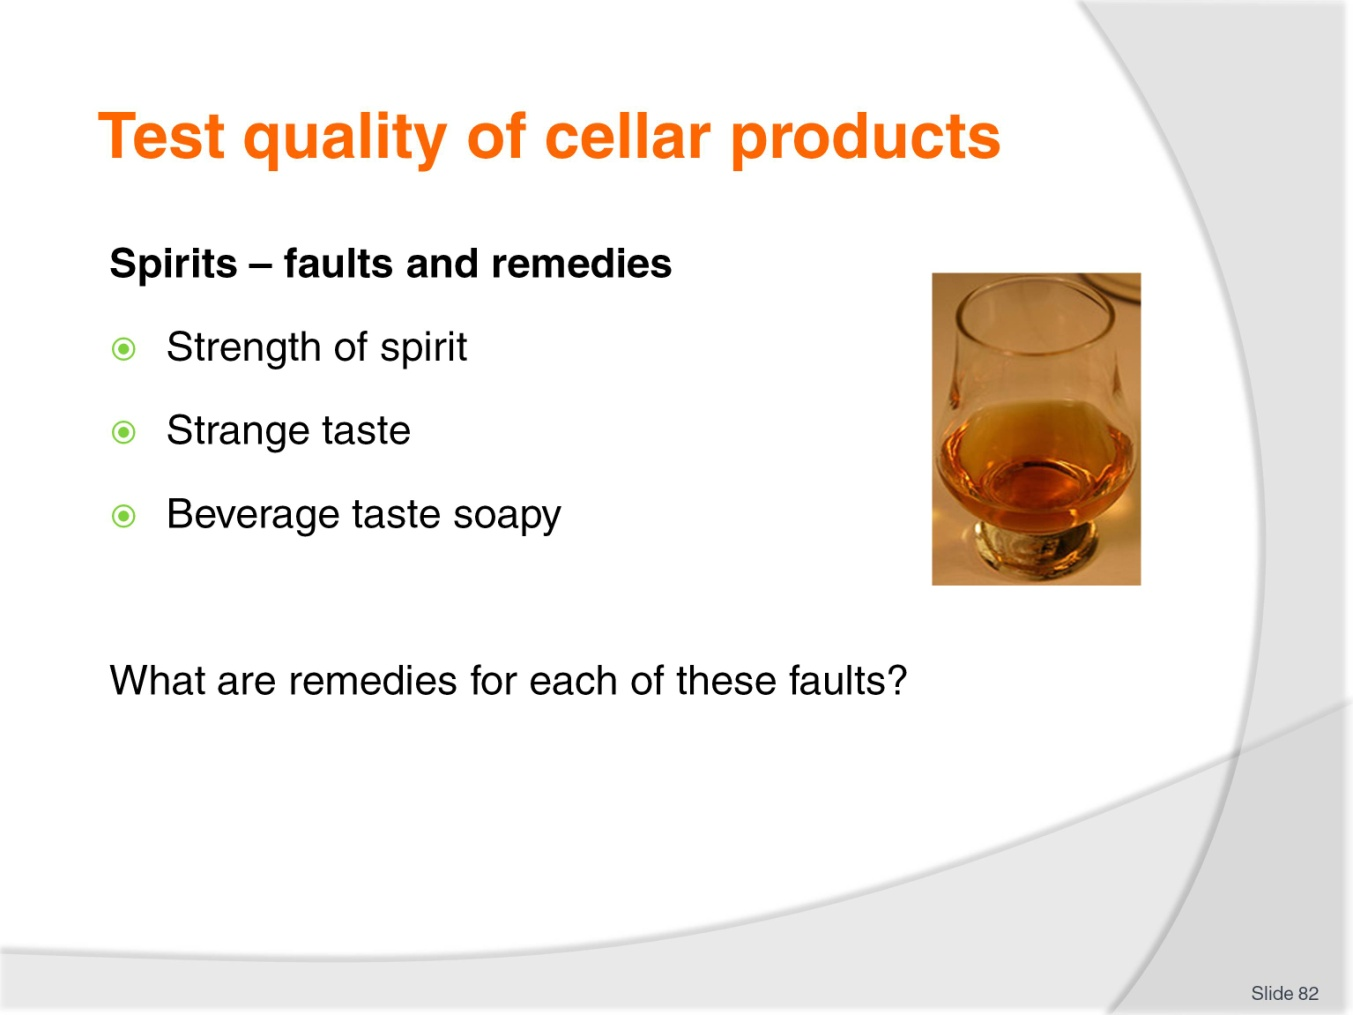 Test quality of cellar products
Spirits – faults and remedies
Strength of spirit
Strange taste
Beverage taste soapy
What are remedies for each of these faults?
Slide 82